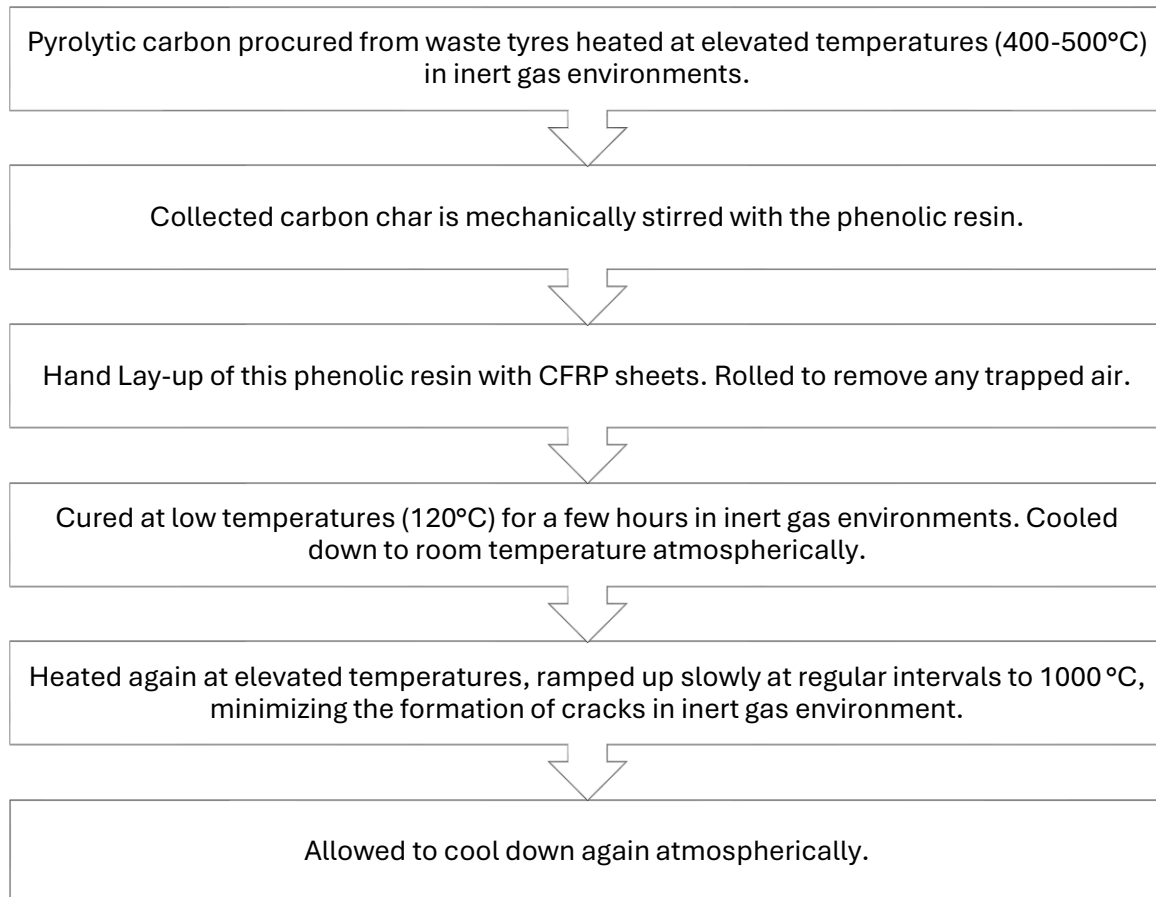 Pyrolytic carbon procured from waste tyres heated at elevated temperatures (400-500°C)
in inert gas environments.
Collected carbon char is mechanically stirred with the phenolic resin.
Hand Lay-up of this phenolic resin with CFRP sheets. Rolled to remove any trapped air.
Cured at low temperatures (120°C) for a few hours in inert gas environments. Cooled
down to room temperature atmospherically.
Heated again at elevated temperatures, ramped up slowly at regular intervals to 1000 °C,
minimizing the formation of cracks in inert gas environment.
Allowed to cool down again atmospherically.